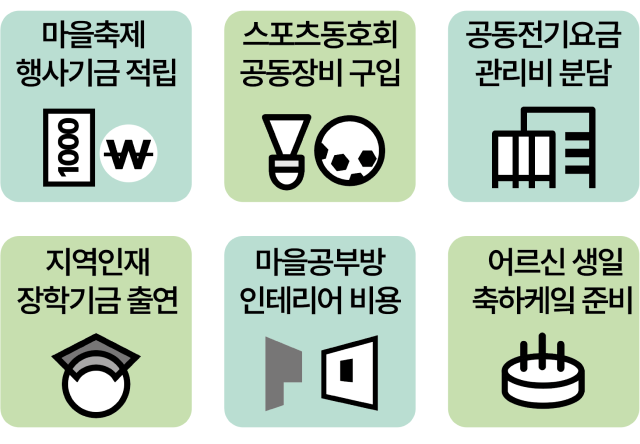 마을축제
행사기금 적립
1000
₩
스포츠동호회
공동장비 구입
공동전기요금
관리비 분담
지역인재
장학기금 출연
마을공부방
인테리어 비용
어르신 생일
축하케잌 준비